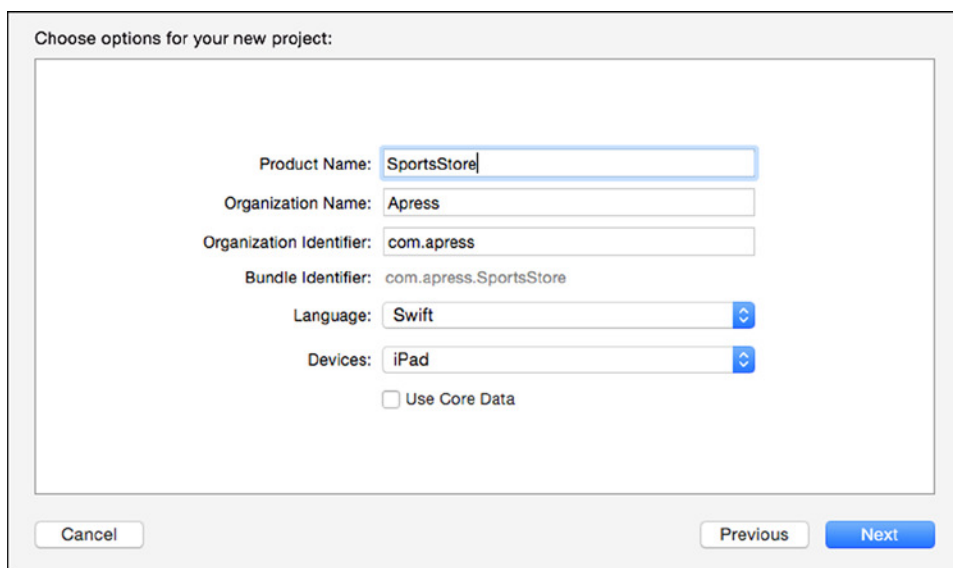 Choose options for your new project:
Product Name: SportsStore
Organization Name: Apress
Organization Identifier: com.apress
Bundle Identifier: com.apress.SportsStore
Language: Swift
Devices: iPad
Use Core Data
Cancel Previous Next